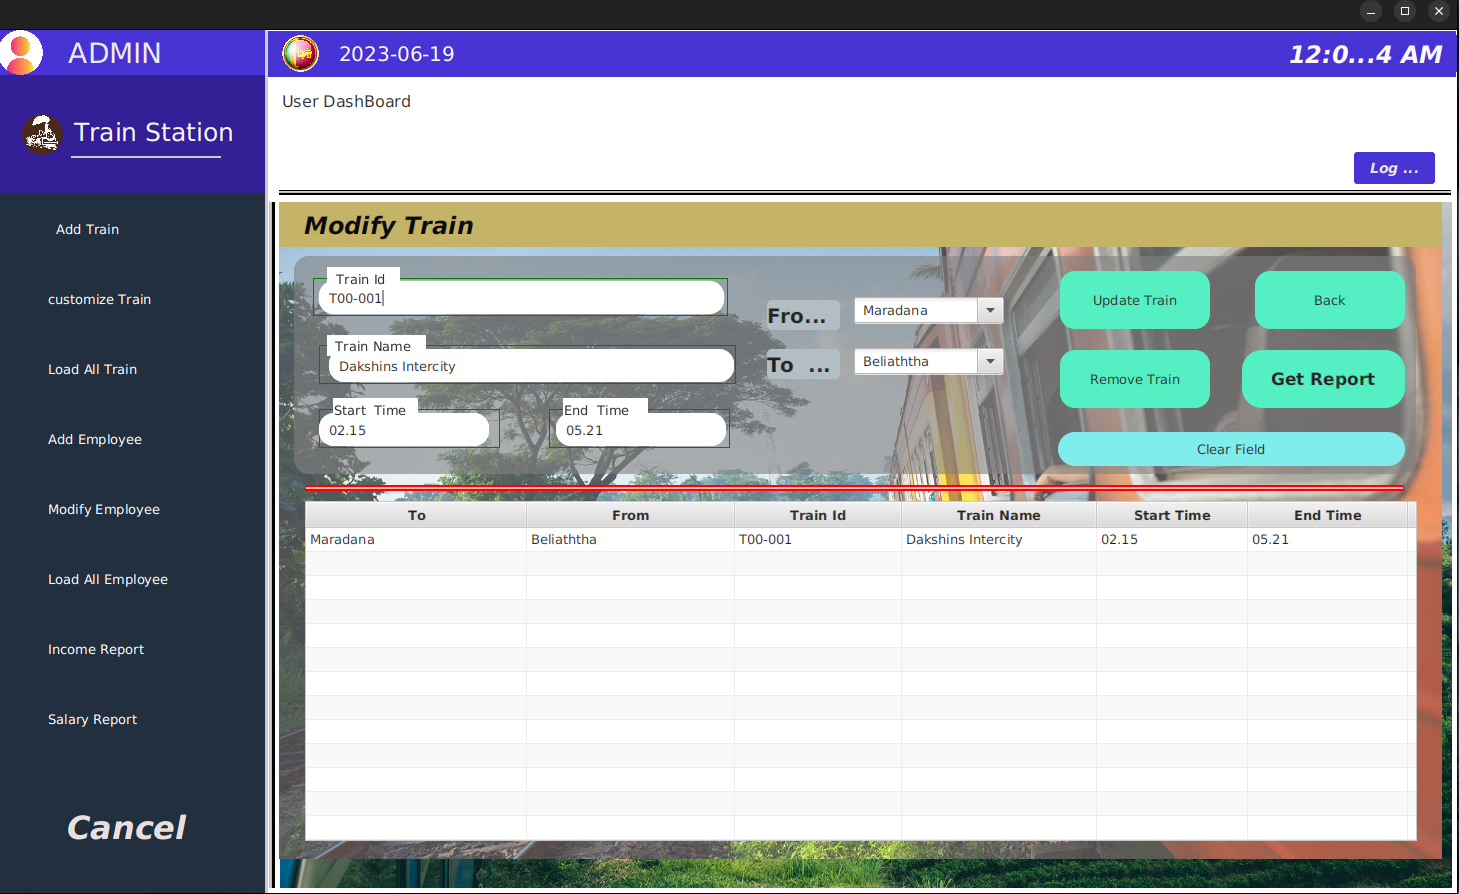 ADMIN
2023-06-19
12:0...4 AM
Train Station
User DashBoard
Log ...
Add Train
customize Train
Load All Train
Add Employee
Modify Employee
Load All Employee
Income Report
Salary Report
Cancel
Modify Train
Train Id
T00-001
Train Name
Dakshins Intercity
Start Time
02.15
End Time
05.21
Fro...
Maradana
To ...
Beliaththa
Update Train
Back
Remove Train
Get Report
Clear Field
To From Train Id Train Name Start Time End Time
Maradana Beliaththa T00-001 Dakshins Intercity 02.15 05.21